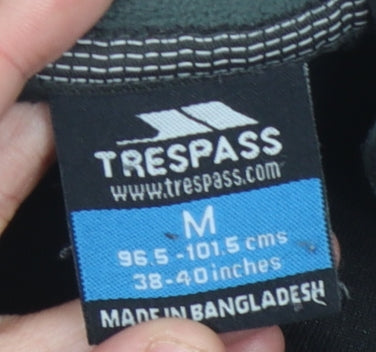 TRESPASS
www.trespass.com
M
96.5-101.5 cms
38-40 inches
MADE IN BANGLADESH